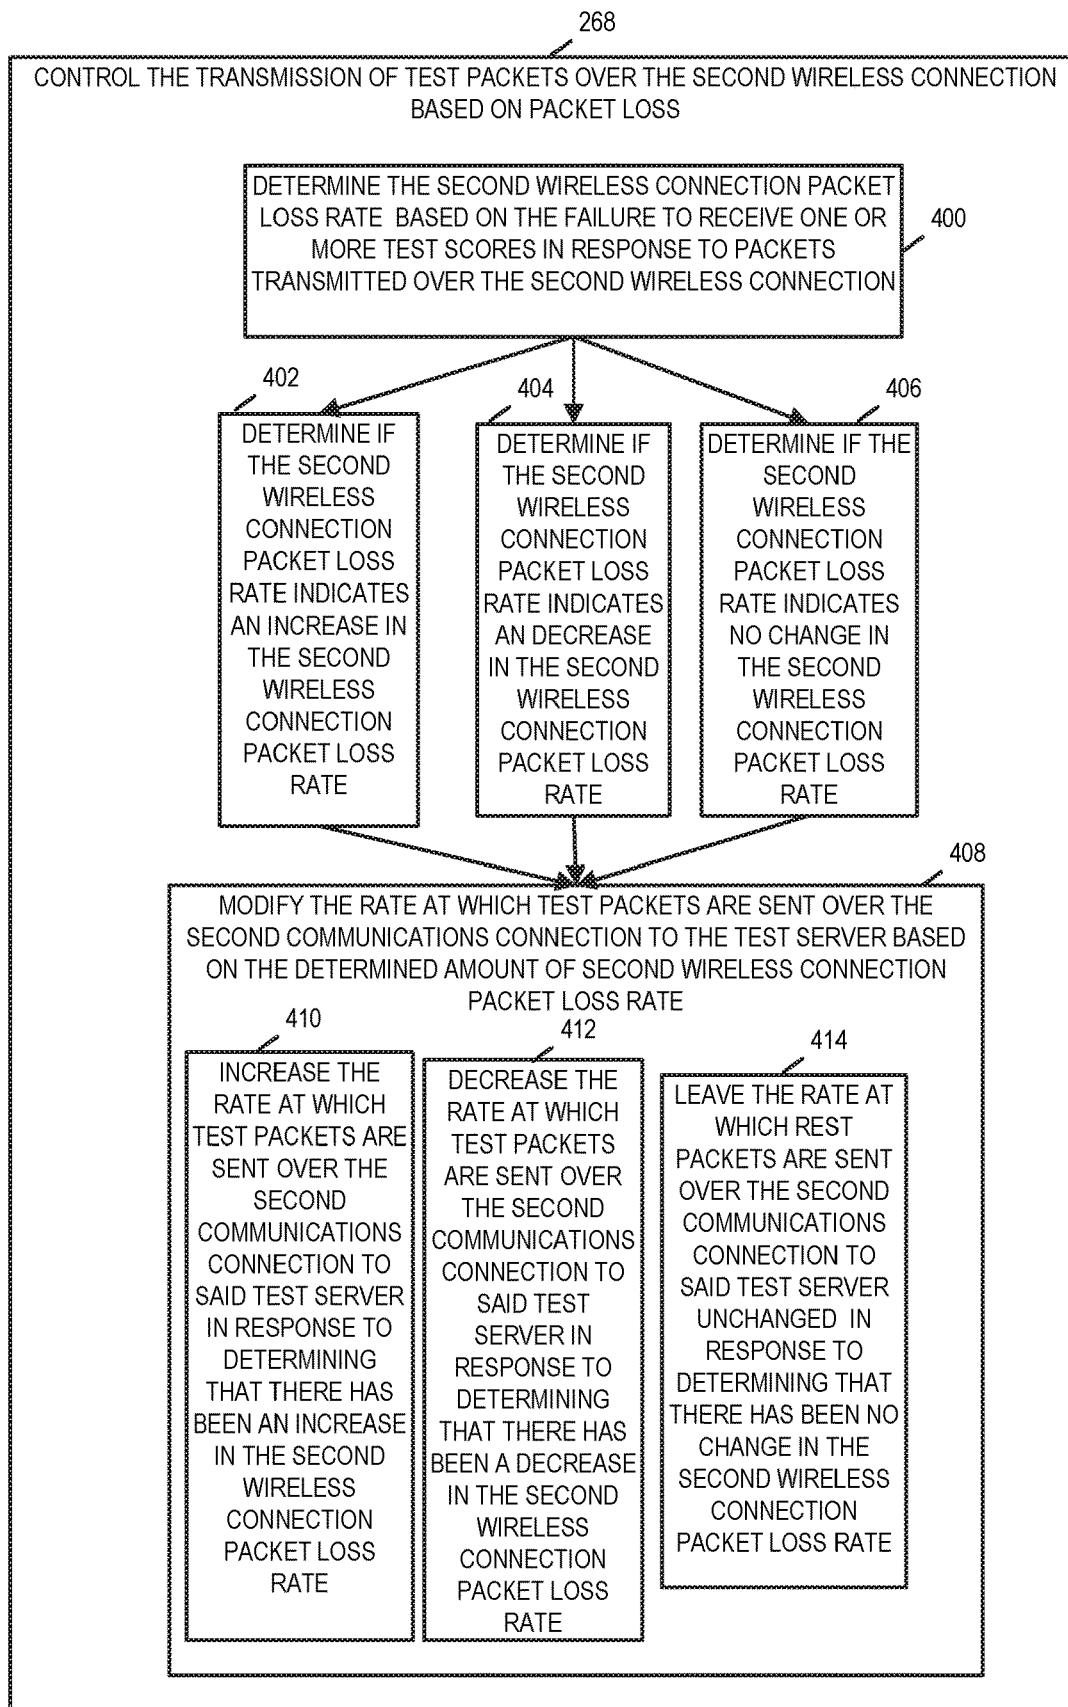 268
CONTROL THE TRANSMISSION OF TEST PACKETS OVER THE SECOND WIRELESS CONNECTION
BASED ON PACKET LOSS
DETERMINE THE SECOND WIRELESS CONNECTION PACKET
LOSS RATE BASED ON THE FAILURE TO RECEIVE ONE OR
MORE TEST SCORES IN RESPONSE TO PACKETS
TRANSMITTED OVER THE SECOND WIRELESS CONNECTION
400
402
DETERMINE IF
THE SECOND
WIRELESS
CONNECTION
PACKET LOSS
RATE INDICATES
AN INCREASE IN
THE SECOND
WIRELESS
CONNECTION
PACKET LOSS
RATE
404
DETERMINE IF
THE SECOND
WIRELESS
CONNECTION
PACKET LOSS
RATE INDICATES
AN DECREASE
IN THE SECOND
WIRELESS
CONNECTION
PACKET LOSS
RATE
406
DETERMINE IF THE
SECOND
WIRELESS
CONNECTION
PACKET LOSS
RATE INDICATES
NO CHANGE IN
THE SECOND
WIRELESS
CONNECTION
PACKET LOSS
RATE
408
MODIFY THE RATE AT WHICH TEST PACKETS ARE SENT OVER THE
SECOND COMMUNICATIONS CONNECTION TO THE TEST SERVER BASED
ON THE DETERMINED AMOUNT OF SECOND WIRELESS CONNECTION
PACKET LOSS RATE
410
INCREASE THE
RATE AT WHICH
TEST PACKETS ARE
SENT OVER THE
SECOND
COMMUNICATIONS
CONNECTION TO
SAID TEST SERVER
IN RESPONSE TO
DETERMINING
THAT THERE HAS
BEEN AN INCREASE
IN THE SECOND
WIRELESS
CONNECTION
PACKET LOSS
RATE
412
DECREASE THE
RATE AT WHICH
TEST PACKETS
ARE SENT OVER
THE SECOND
COMMUNICATIONS
CONNECTION TO
SAID TEST
SERVER IN
RESPONSE TO
DETERMINING
THAT THERE HAS
BEEN A DECREASE
IN THE SECOND
WIRELESS
CONNECTION
PACKET LOSS
RATE
414
LEAVE THE RATE AT
WHICH REST
PACKETS ARE SENT
OVER THE SECOND
COMMUNICATIONS
CONNECTION TO
SAID TEST SERVER
UNCHANGED IN
RESPONSE TO
DETERMINING THAT
THERE HAS BEEN NO
CHANGE IN THE
SECOND WIRELESS
CONNECTION
PACKET LOSS RATE